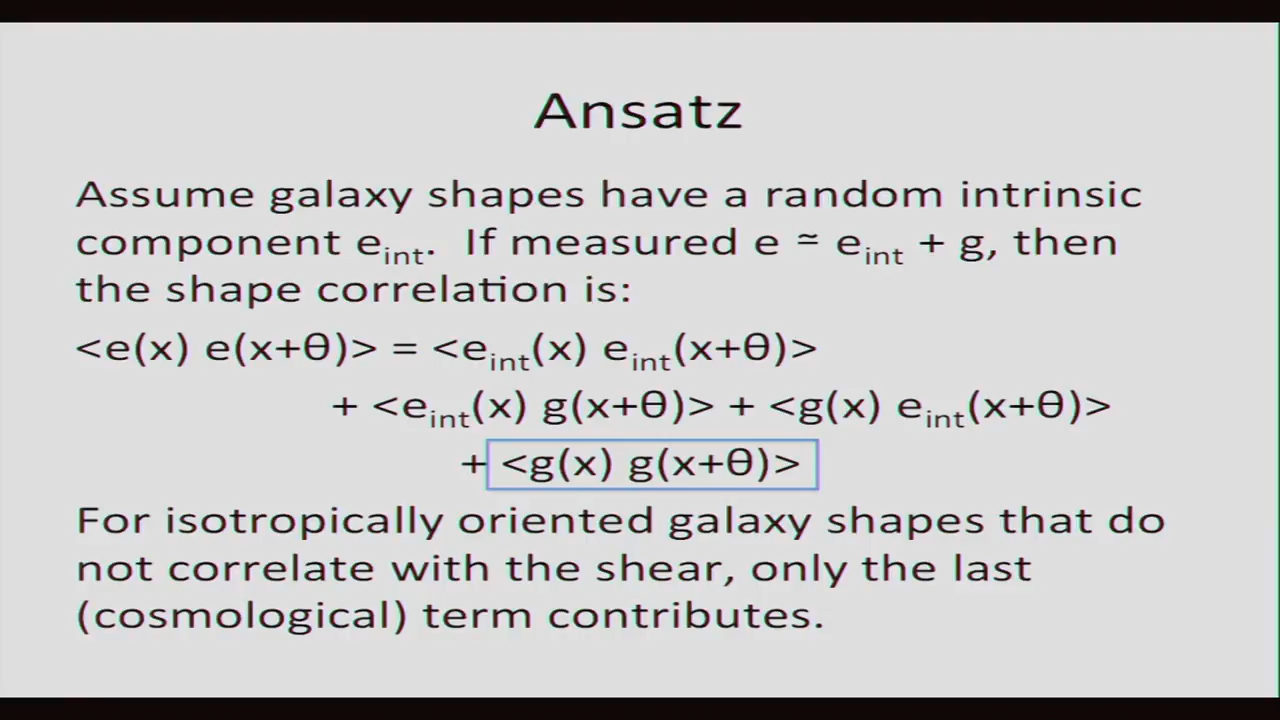 Ansatz
Assume galaxy shapes have a random intrinsic
component e_int. If measured e ≃ e_int + g, then
the shape correlation is:
<e(x) e(x+θ)> = <e_int(x) e_int(x+θ)>
+ <e_int(x) g(x+θ)> + <g(x) e_int(x+θ)>
+ <g(x) g(x+θ)>
For isotropically oriented galaxy shapes that do
not correlate with the shear, only the last
(cosmological) term contributes.